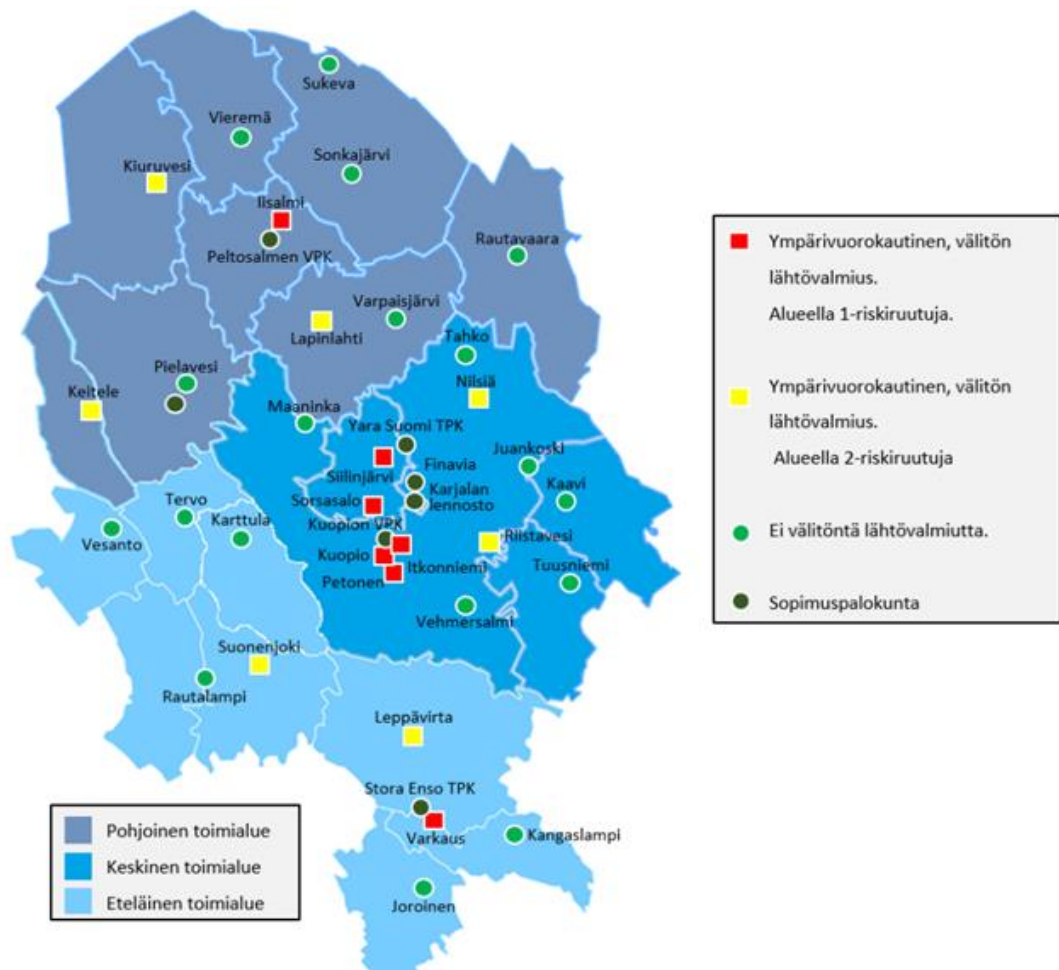 Sukeva
Vieremä
Sonkajärvi
Kiuruvesi
Iisalmi
Peltosalmen VPK
Rautavaara
Varpaisjärvi
Lapinlahti
Tahko
Pielavesi
Keitele
Nilsiä
Maaninka
Yara Suomi TPK
Juankoski
Siilinjärvi
Finavia
Karjalan
lennosto
Kaavi
Sorsasalo
Tervo
Karttula
Vesanto
Kuopion VPK
Riistavesi
Kuopio
Itkonniemi
Petonen
Tuusniemi
Vehmersalmi
Suonenjoki
Rautalampi
Leppävirta
Stora Enso TPK
Varkaus
Kangaslampi
Joroinen
Ympärivuorokautinen, välitön
lähtövalmius.
Alueella 1-riskiruutuja.
Ympärivuorokautinen, välitön
lähtövalmius.
Alueella 2-riskiruutuja
Ei välitöntä lähtövalmiutta.
Sopimuspalokunta
Pohjoinen toimialue
Keskinen toimialue
Eteläinen toimialue